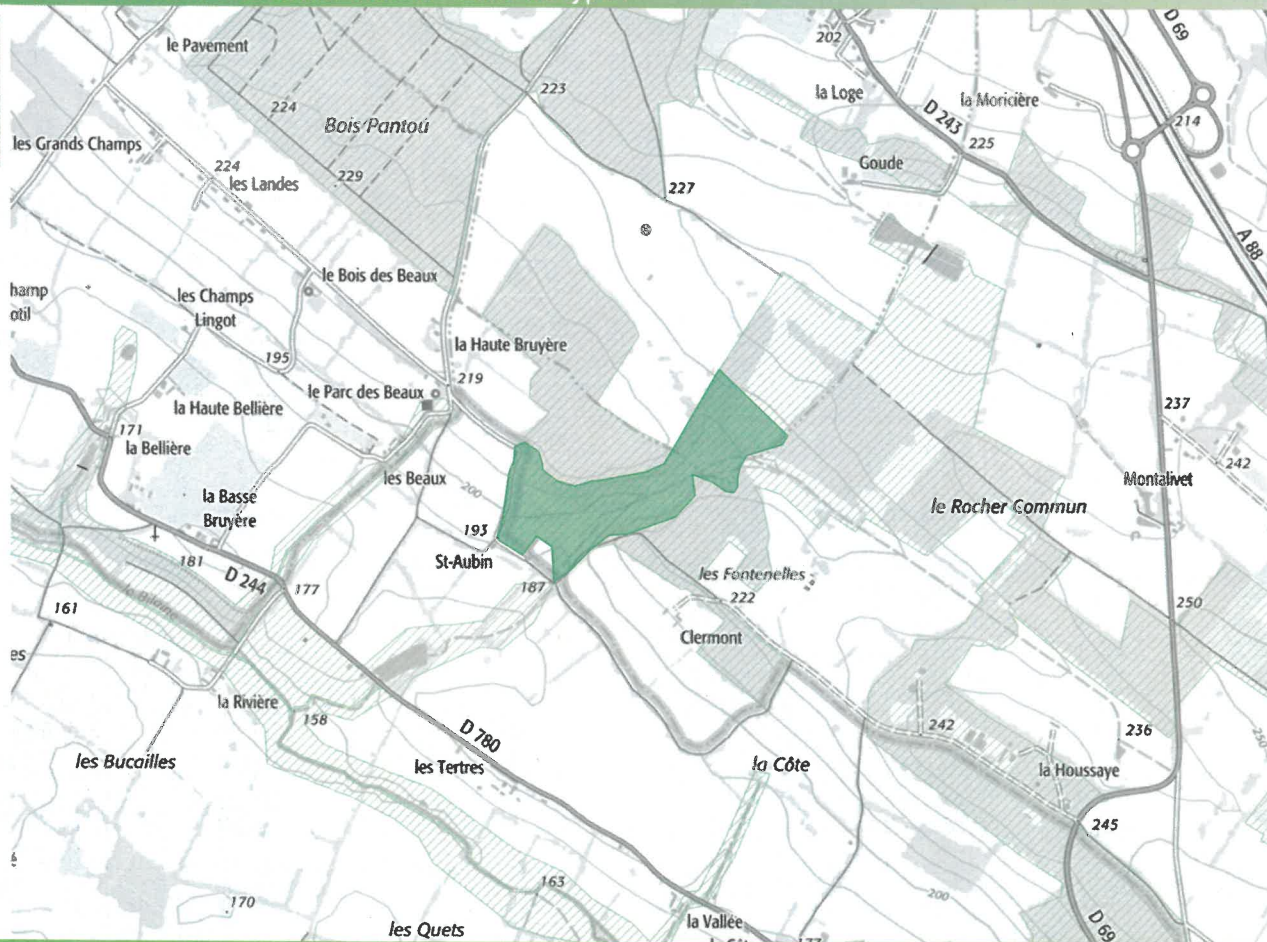 D 69
202
le Pavement
223
la Loge
la Moricière
224
D 243
214
Bois Pantou
225
les Grands Champs
Goude
224
229
les Landes
227
A 88
le Bois des Beaux
hamp
otil
les Champs
Lingot
la Haute Bruyère
195
219
le Parc des Beaux
237
la Haute Bellière
171
la Bellière
242
Montalivet
les Beaux
200
la Basse
Bruyère
le Rocher Commun
193
St-Aubin
181
D 244
177
187
les Fontenelles
222
161
250
Clermont
es
la Rivière
158
242
236
D 780
250
les Bucailles
les Tertres
la Côte
la Houssaye
245
163
200
170
la Vallée
les Quets
D 69
177